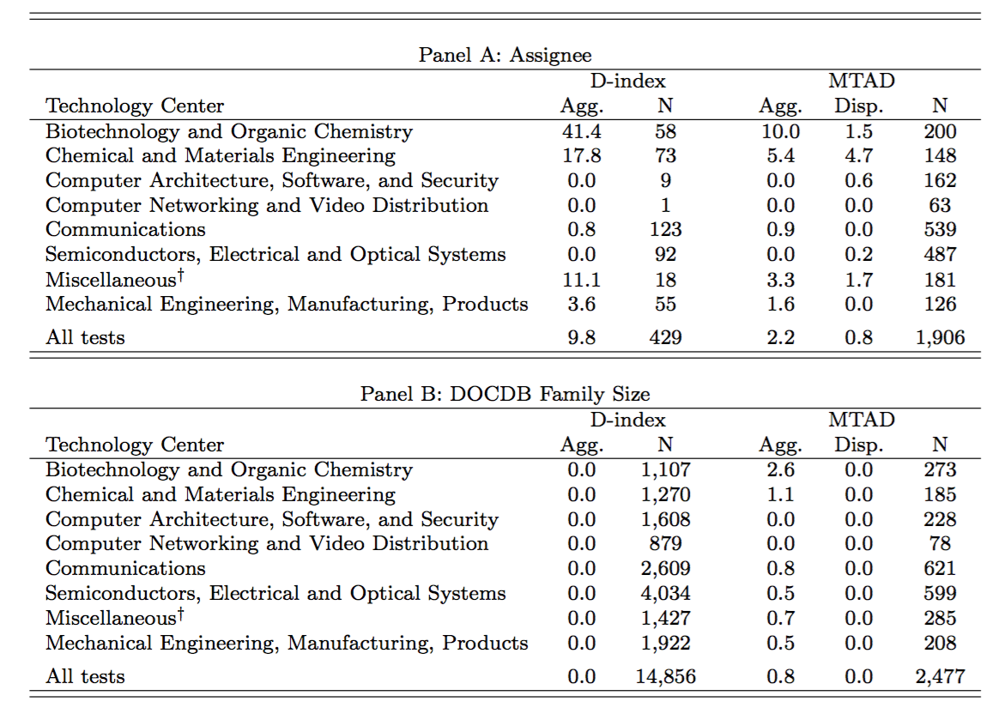 Panel A: Assignee
D-index MTAD
Technology Center Agg. N Agg. Disp. N
Biotechnology and Organic Chemistry 41.4 58 10.0 1.5 200
Chemical and Materials Engineering 17.8 73 5.4 4.7 148
Computer Architecture, Software, and Security 0.0 9 0.0 0.6 162
Computer Networking and Video Distribution 0.0 1 0.0 0.0 63
Communications 0.8 123 0.9 0.0 539
Semiconductors, Electrical and Optical Systems 0.0 92 0.0 0.2 487
Miscellaneous† 11.1 18 3.3 1.7 181
Mechanical Engineering, Manufacturing, Products 3.6 55 1.6 0.0 126
All tests 9.8 429 2.2 0.8 1,906
Panel B: DOCDB Family Size
D-index MTAD
Technology Center Agg. N Agg. Disp. N
Biotechnology and Organic Chemistry 0.0 1,107 2.6 0.0 273
Chemical and Materials Engineering 0.0 1,270 1.1 0.0 185
Computer Architecture, Software, and Security 0.0 1,608 0.0 0.0 228
Computer Networking and Video Distribution 0.0 879 0.0 0.0 78
Communications 0.0 2,609 0.8 0.0 621
Semiconductors, Electrical and Optical Systems 0.0 4,034 0.5 0.0 599
Miscellaneous† 0.0 1,427 0.7 0.0 285
Mechanical Engineering, Manufacturing, Products 0.0 1,922 0.5 0.0 208
All tests 0.0 14,856 0.8 0.0 2,477